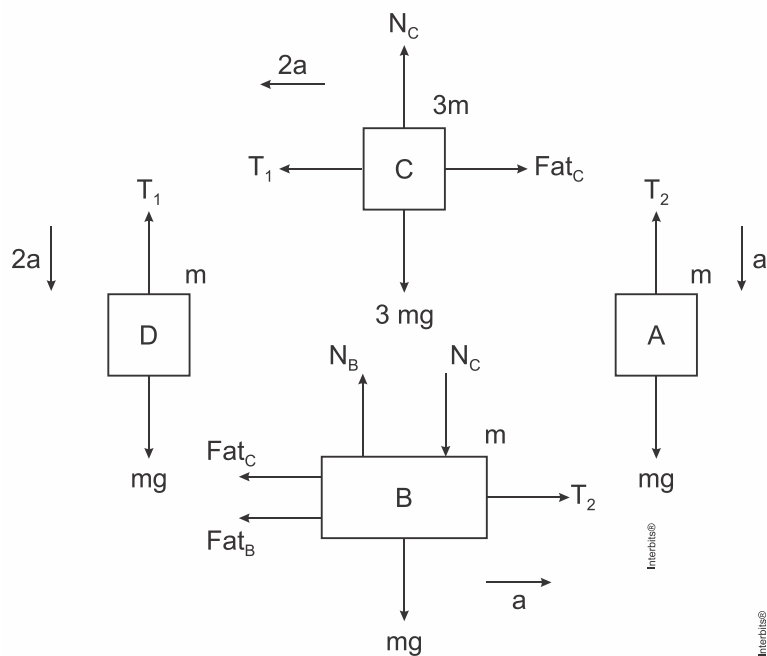 N_C
2a
3m
T_1
C
Fat_C
3 mg
T_1
2a
m
D
mg
T_2
a
m
A
mg
N_B
N_C
m
Fat_C
B
T_2
Fat_B
a
mg
Interbits®
Interbits®